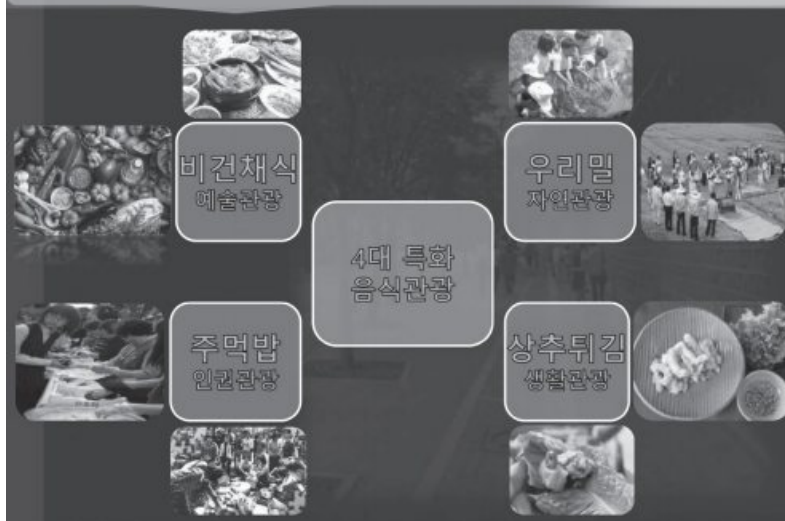 비건채식
예술관광
우리밀
자연관광
4대 특화
음식관광
주먹밥
인권관광
상추튀김
생활관광